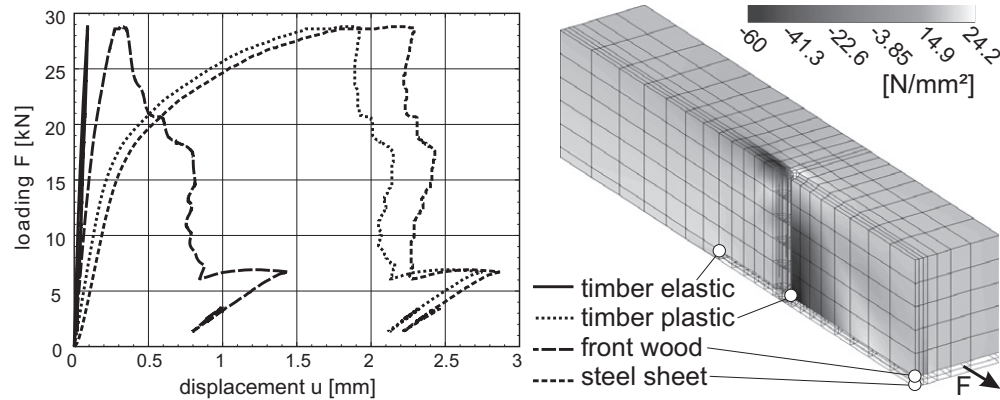 30
25
20
15
10
5
0
loading F [kN]
0
0.5
1
1.5
2
2.5
3
displacement u [mm]
-60
-41.3
-22.6
-3.85
14.9
24.2
[N/mm²]
timber elastic
timber plastic
front wood
steel sheet
F